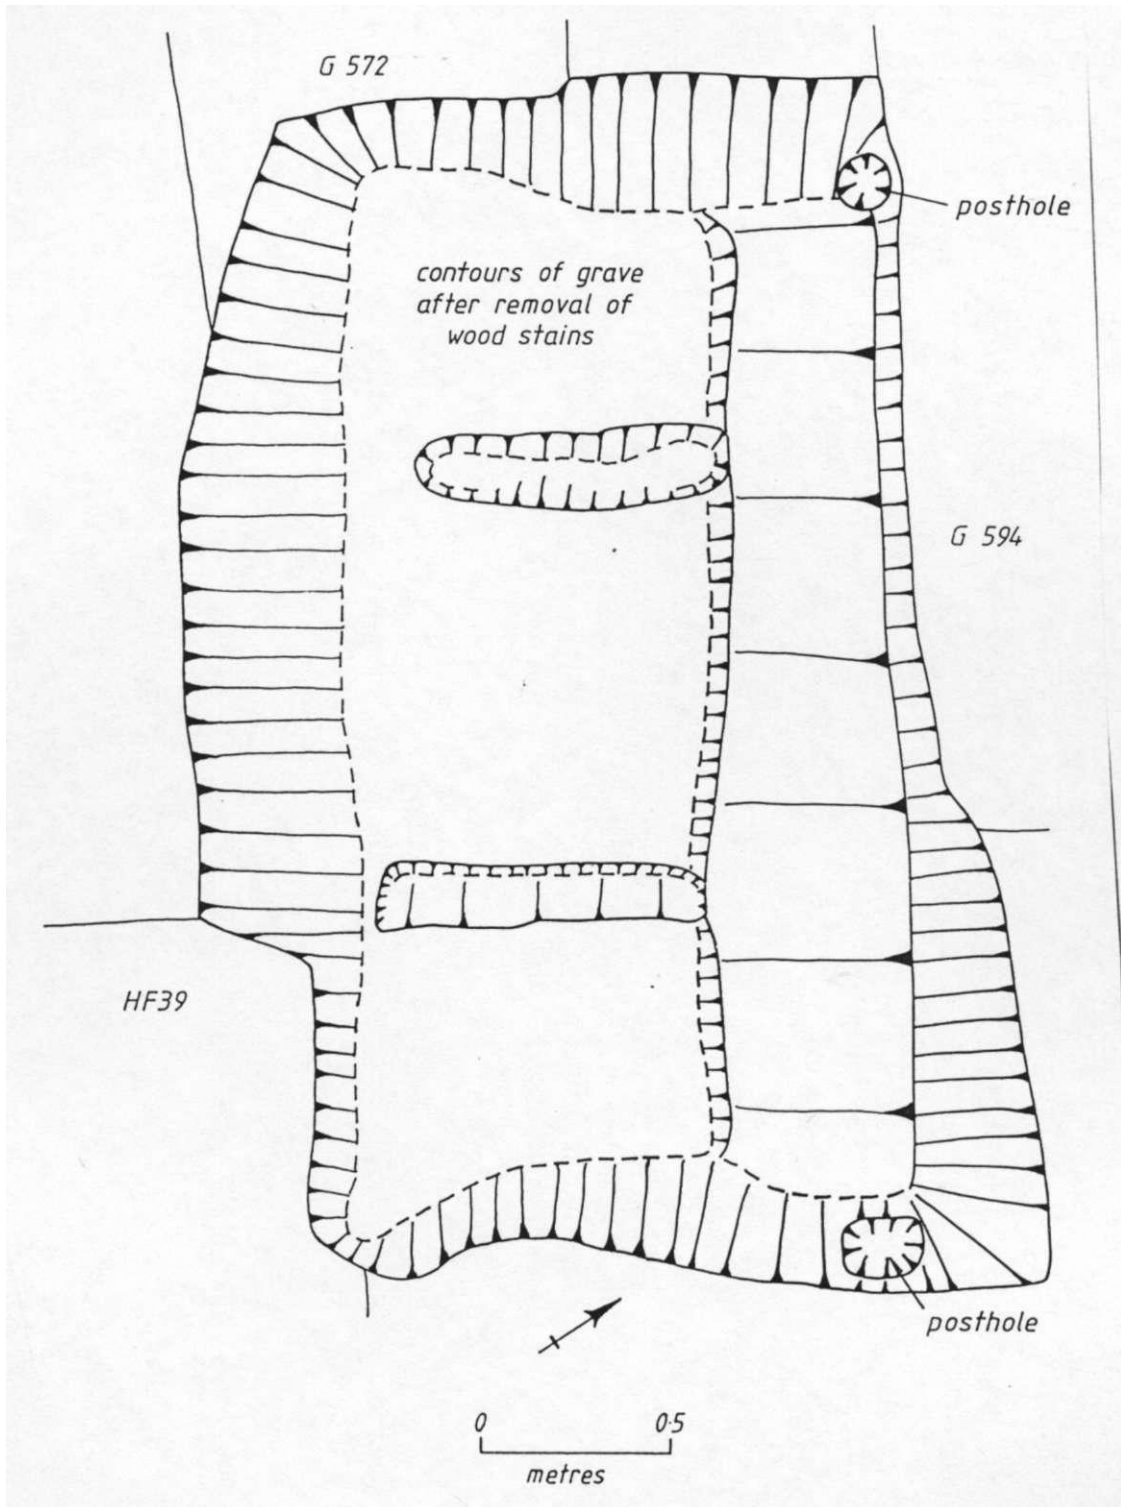 G 572
posthole
contours of grave
after removal of
wood stains
G 594
HF39
posthole
0 0·5
metres